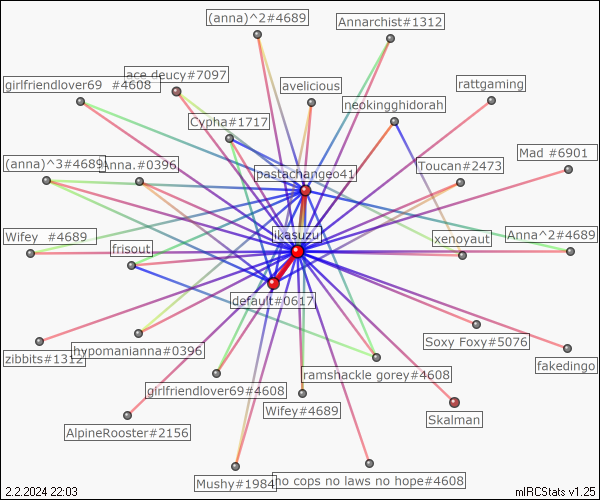 (anna)^2#4689
Annarchist#1312
ace deucy#7097
girlfriendlover69 #4608
avelicious
rattgaming
neokingghidorah
Cypha#1717
(anna)^3#4689
Anna.#0396
pastachangeo41
Toucan#2473
Mad #6901
Wifey #4689
frisout
ikasuzu
xenoyaut
Anna^2#4689
default#0617
zibbits#1312
hypomanianna#0396
Soxy Foxy#5076
fakedingo
girlfriendlover69#4608
ramshackle gorey#4608
Wifey#4689
Skalman
AlpineRooster#2156
Mushy#1984
no cops no laws no hope#4608
2.2.2024 22:03
mIRCStats v1.25